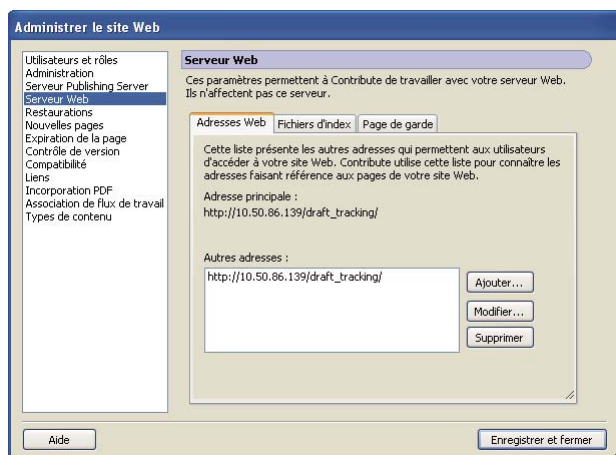 Administrer le site Web
Utilisateurs et rôles
Administration
Serveur Publishing Server
Serveur Web
Restaurations
Nouvelles pages
Expiration de la page
Contrôle de version
Compatibilité
Liens
Incorporation PDF
Association de flux de travail
Types de contenu
Serveur Web
Ces paramètres permettent à Contribute de travailler avec votre serveur Web.
Ils n'affectent pas ce serveur.
Adresses Web
Fichiers d'index
Page de garde
Cette liste présente les autres adresses qui permettent aux utilisateurs
d'accéder à votre site Web. Contribute utilise cette liste pour connaître les
adresses faisant référence aux pages de votre site Web.
Adresse principale :
http://10.50.86.139/draft_tracking/
Autres adresses :
http://10.50.86.139/draft_tracking/
Ajouter...
Modifier...
Supprimer
Aide
Enregistrer et fermer